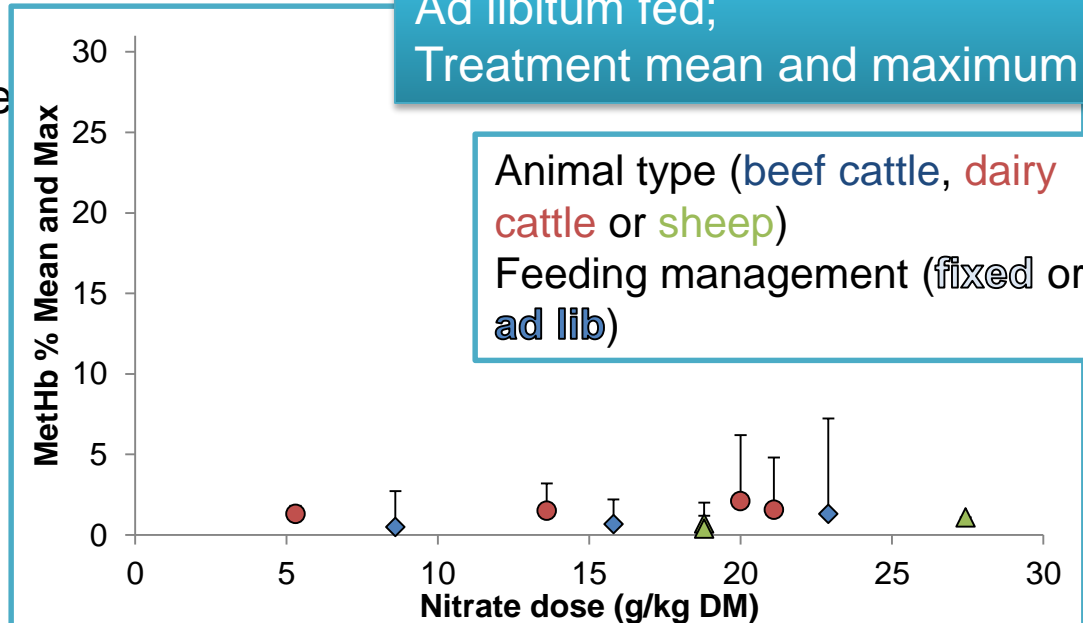 Ad libitum fed;
Treatment mean and maximum
e
Animal type (beef cattle, dairy
cattle or sheep)
Feeding management (fixed or
ad lib)
MetHb % Mean and Max
30
25
20
15
10
5
0
0 5 10 15 20 25 30
Nitrate dose (g/kg DM)